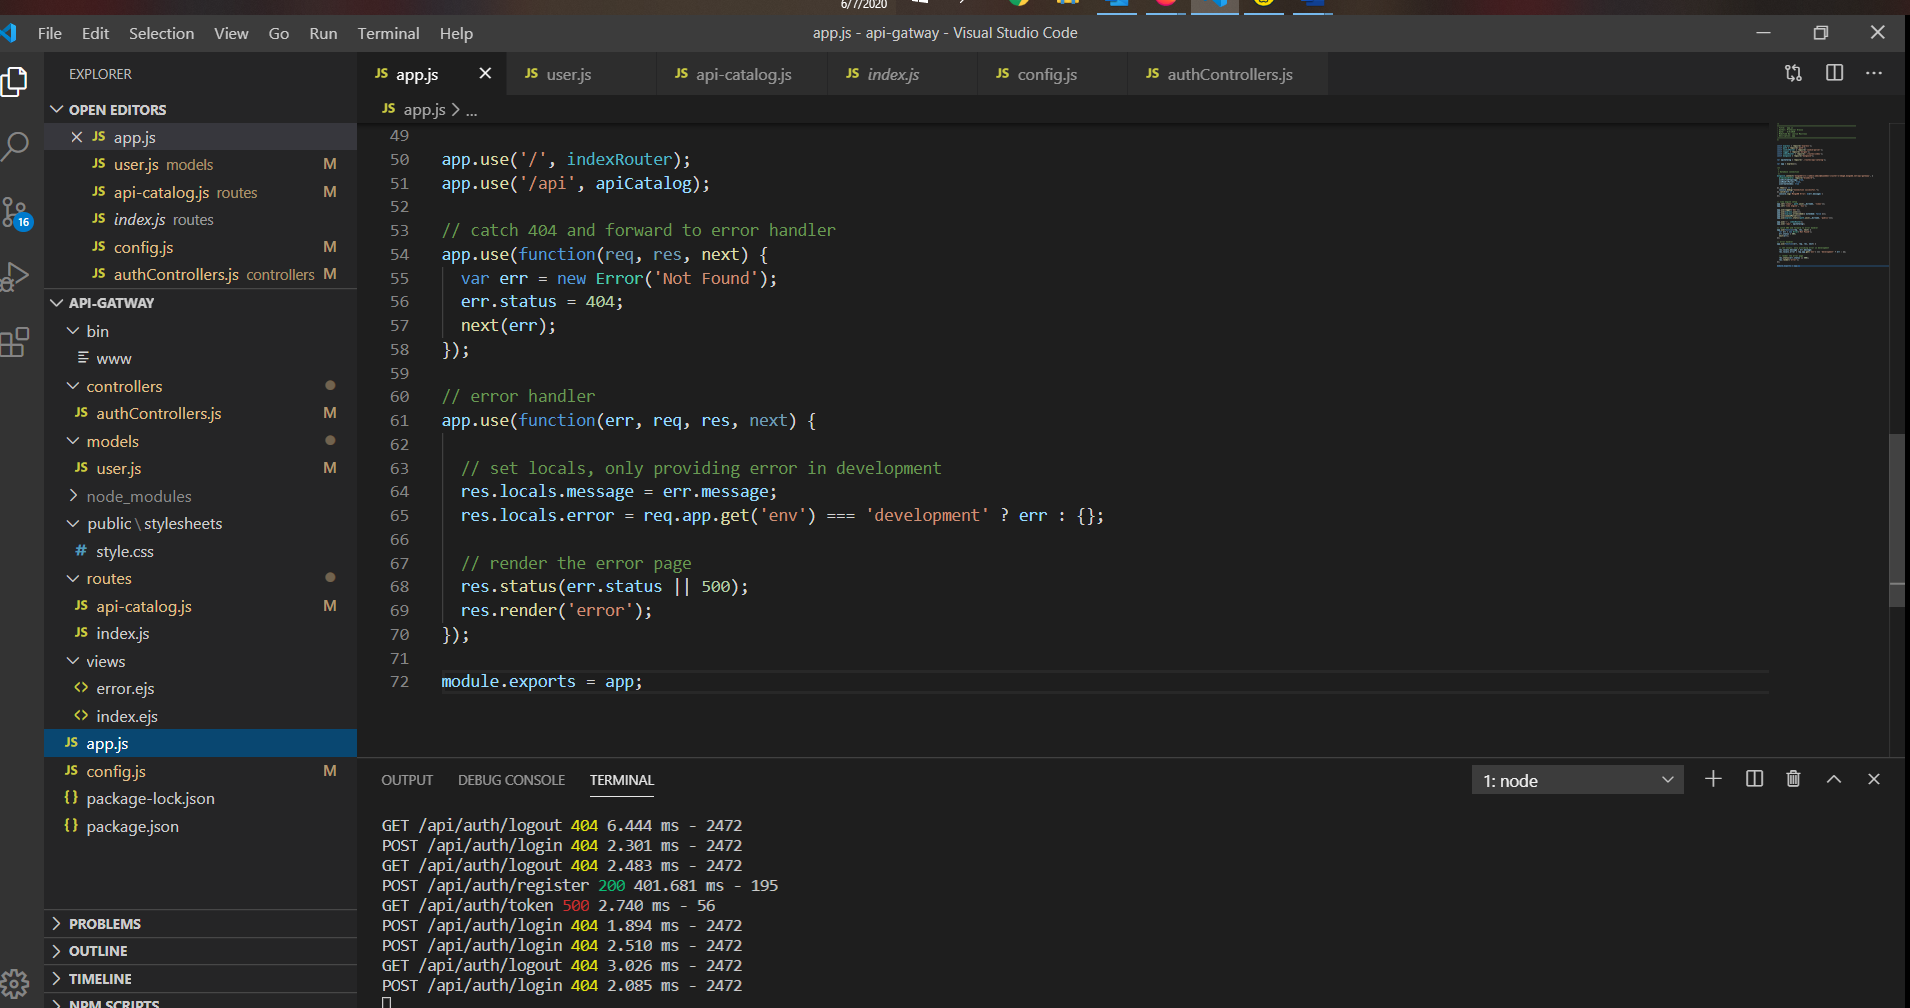 6/7/2020
File Edit Selection View Go Run Terminal Help
app.js - api-gatway - Visual Studio Code
EXPLORER
OPEN EDITORS
JS app.js
JS user.js models M
JS api-catalog.js routes M
JS index.js routes
JS config.js M
JS authControllers.js controllers M
16
API-GATWAY
bin
www
controllers
JS authControllers.js M
models
JS user.js M
node_modules
public \ stylesheets
# style.css
routes
JS api-catalog.js M
JS index.js
views
<> error.ejs
<> index.ejs
JS app.js
JS config.js M
{} package-lock.json
{} package.json
PROBLEMS
OUTLINE
TIMELINE
NPM SCRIPTS
JS app.js JS user.js JS api-catalog.js JS index.js JS config.js JS authControllers.js
JS app.js > ...
49
50 app.use('/', indexRouter);
51 app.use('/api', apiCatalog);
52
53 // catch 404 and forward to error handler
54 app.use(function(req, res, next) {
55 var err = new Error('Not Found');
56 err.status = 404;
57 next(err);
58 });
59
60 // error handler
61 app.use(function(err, req, res, next) {
62
63 // set locals, only providing error in development
64 res.locals.message = err.message;
65 res.locals.error = req.app.get('env') === 'development' ? err : {};
66
67 // render the error page
68 res.status(err.status || 500);
69 res.render('error');
70 });
71
72 module.exports = app;
OUTPUT DEBUG CONSOLE TERMINAL
1: node
GET /api/auth/logout 404 6.444 ms - 2472
POST /api/auth/login 404 2.301 ms - 2472
GET /api/auth/logout 404 2.483 ms - 2472
POST /api/auth/register 200 401.681 ms - 195
GET /api/auth/token 500 2.740 ms - 56
POST /api/auth/login 404 1.894 ms - 2472
POST /api/auth/login 404 2.510 ms - 2472
GET /api/auth/logout 404 3.026 ms - 2472
POST /api/auth/login 404 2.085 ms - 2472